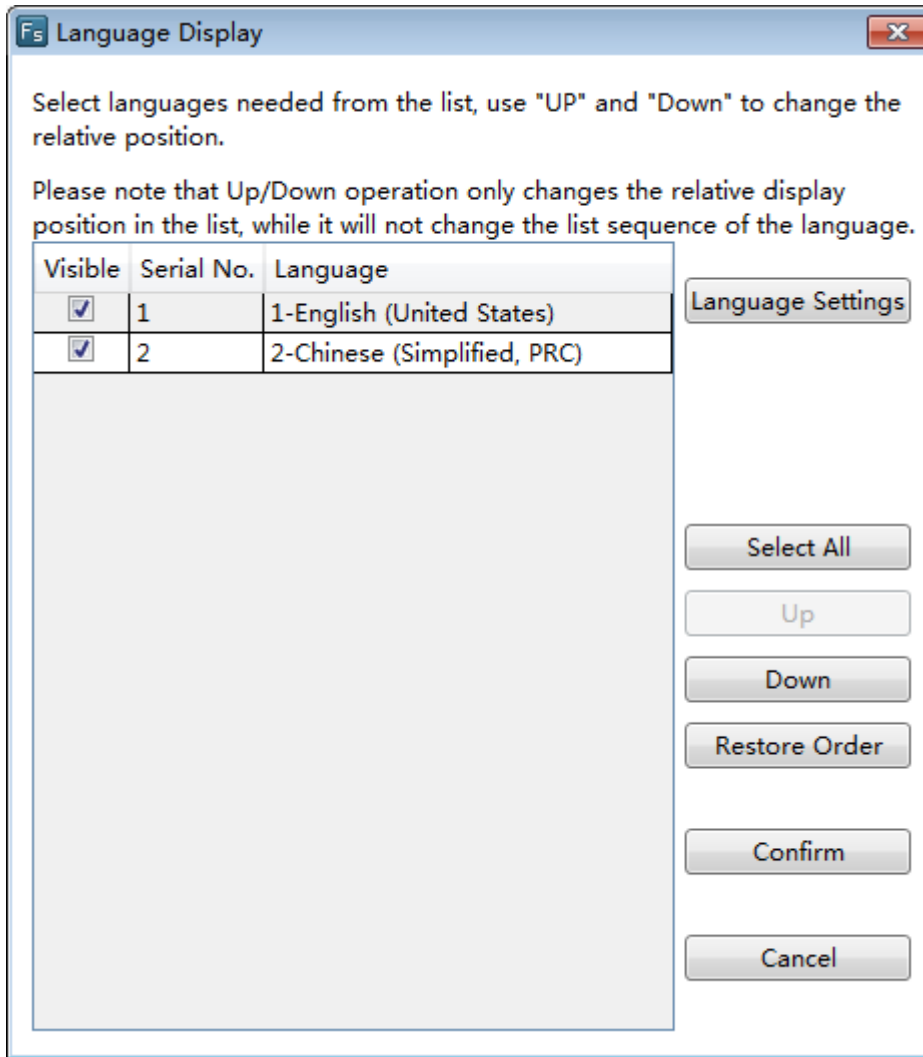 Fs Language Display
Select languages needed from the list, use "UP" and "Down" to change the
relative position.
Please note that Up/Down operation only changes the relative display
position in the list, while it will not change the list sequence of the language.
Visible Serial No. Language
1 1-English (United States)
2 2-Chinese (Simplified, PRC)
Language Settings
Select All
Up
Down
Restore Order
Confirm
Cancel